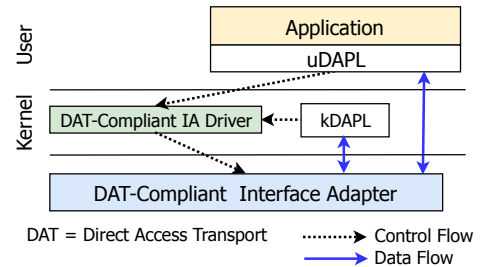 User
Application
uDAPL
Kernel
DAT-Compliant IA Driver
kDAPL
DAT-Compliant Interface Adapter
DAT = Direct Access Transport
Control Flow
Data Flow